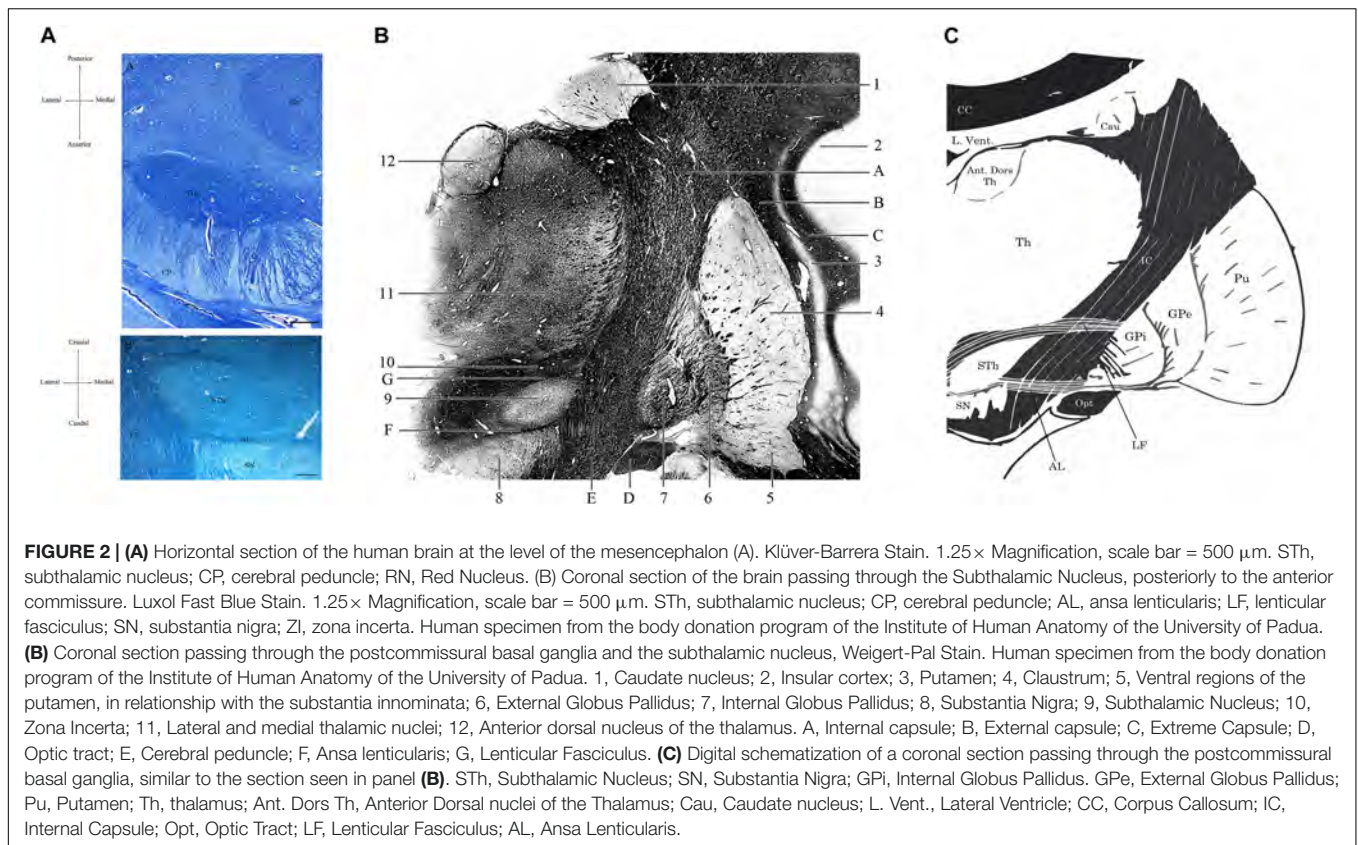 A
B
C
Posterior
Lateral
Medial
Anterior
A
CP
Cranial
Lateral
Medial
Caudal
1
2
A
B
C
3
4
12
11
10
G
9
F
8
E
D
7
6
5
CC
L. Vent.
Cau
Ant. Dors
Th
Th
IC
Pu
GPe
GPi
STh
SN
Opt
LF
AL
FIGURE 2 | (A) Horizontal section of the human brain at the level of the mesencephalon (A). Klüver-Barrera Stain. 1.25× Magnification, scale bar = 500 μm. STh,
subthalamic nucleus; CP, cerebral peduncle; RN, Red Nucleus. (B) Coronal section of the brain passing through the Subthalamic Nucleus, posteriorly to the anterior
commissure. Luxol Fast Blue Stain. 1.25× Magnification, scale bar = 500 μm. STh, subthalamic nucleus; CP, cerebral peduncle; AL, ansa lenticularis; LF, lenticular
fasciculus; SN, substantia nigra; ZI, zona incerta. Human specimen from the body donation program of the Institute of Human Anatomy of the University of Padua.
(B) Coronal section passing through the postcommissural basal ganglia and the subthalamic nucleus, Weigert-Pal Stain. Human specimen from the body donation
program of the Institute of Human Anatomy of the University of Padua. 1, Caudate nucleus; 2, Insular cortex; 3, Putamen; 4, Claustrum; 5, Ventral regions of the
putamen, in relationship with the substantia innominata; 6, External Globus Pallidus; 7, Internal Globus Pallidus; 8, Substantia Nigra; 9, Subthalamic Nucleus; 10,
Zona Incerta; 11, Lateral and medial thalamic nuclei; 12, Anterior dorsal nucleus of the thalamus. A, Internal capsule; B, External capsule; C, Extreme Capsule; D,
Optic tract; E, Cerebral peduncle; F, Ansa lenticularis; G, Lenticular Fasciculus. (C) Digital schematization of a coronal section passing through the postcommissural
basal ganglia, similar to the section seen in panel (B). STh, Subthalamic Nucleus; SN, Substantia Nigra; GPi, Internal Globus Pallidus. GPe, External Globus Pallidus;
Pu, Putamen; Th, thalamus; Ant. Dors Th, Anterior Dorsal nuclei of the Thalamus; Cau, Caudate nucleus; L. Vent., Lateral Ventricle; CC, Corpus Callosum; IC,
Internal Capsule; Opt, Optic Tract; LF, Lenticular Fasciculus; AL, Ansa Lenticularis.